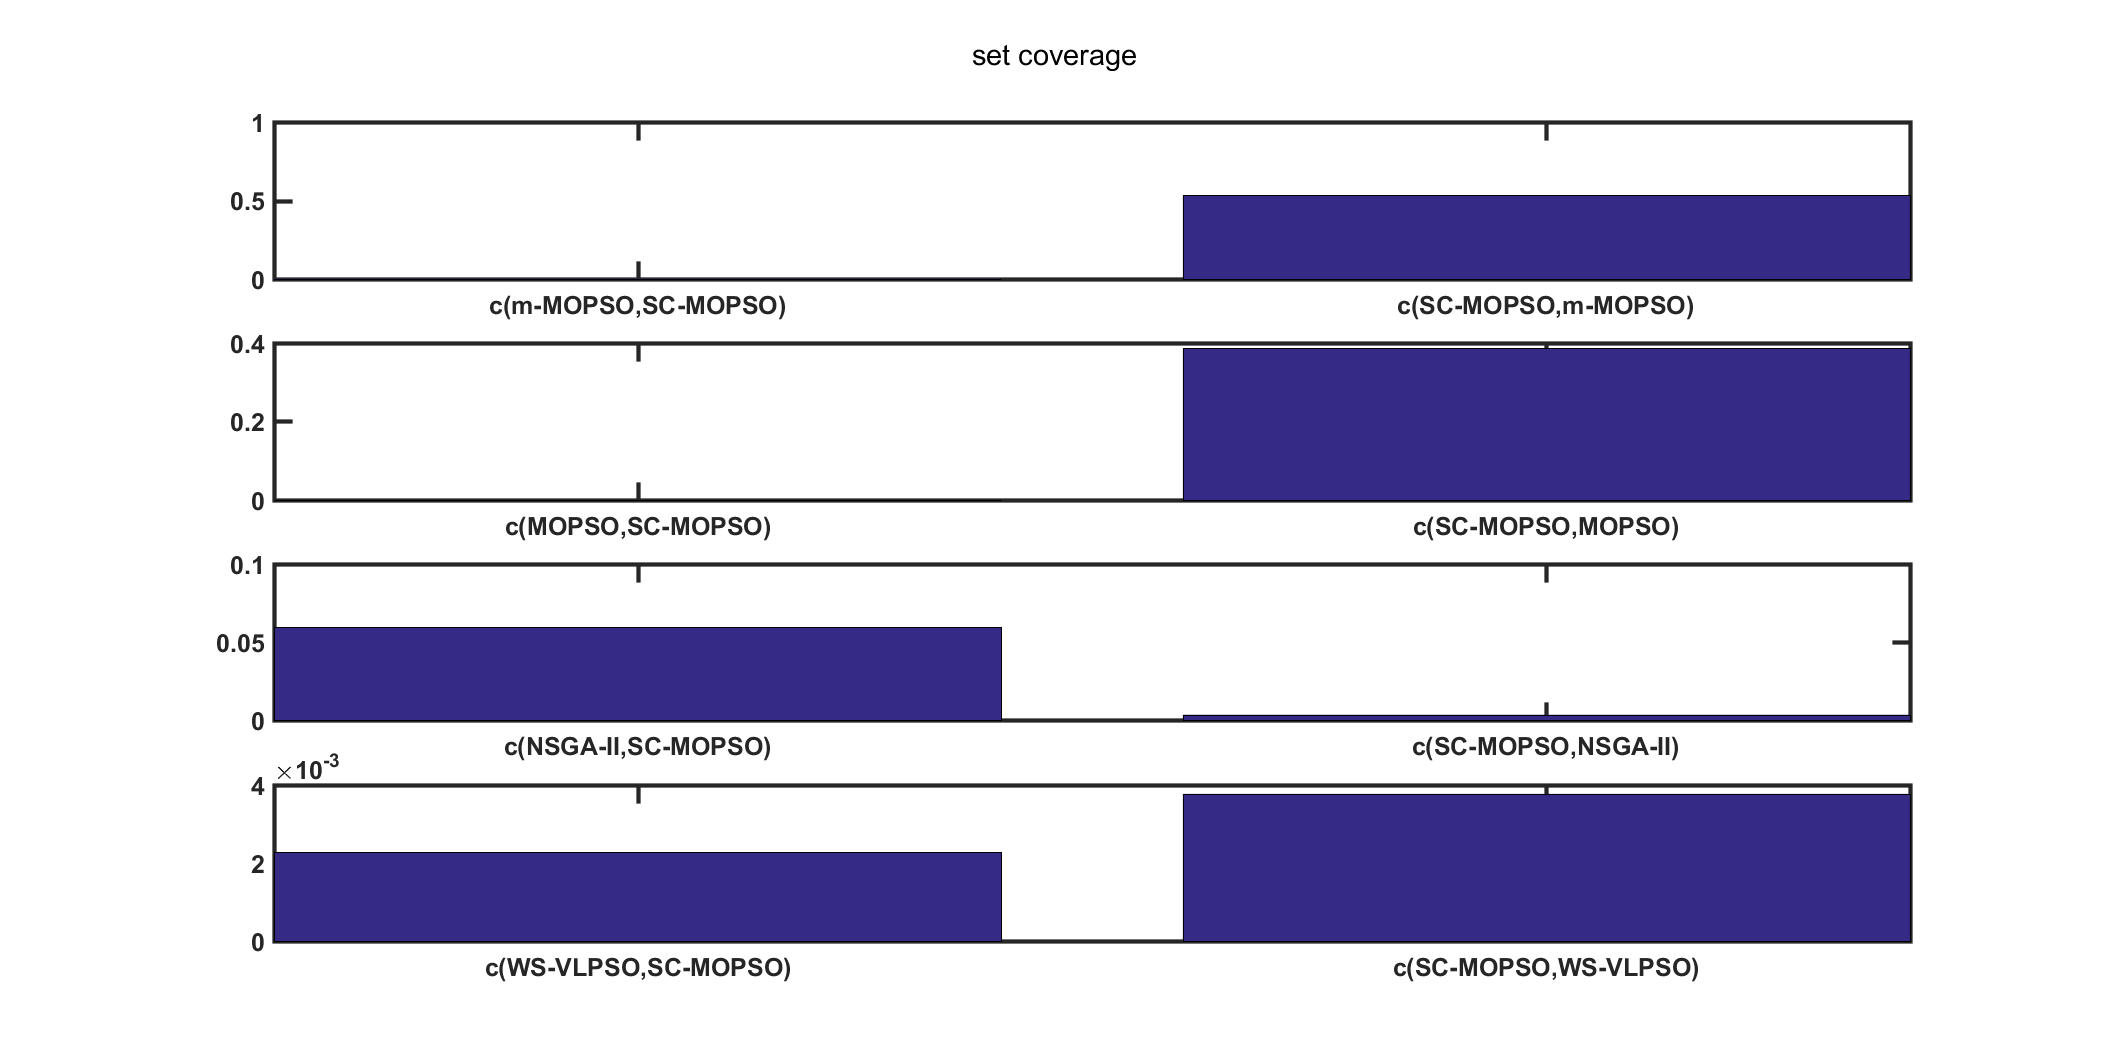 set coverage
1
0.5
0
c(m-MOPSO,SC-MOPSO) c(SC-MOPSO,m-MOPSO)
0.4
0.2
0
c(MOPSO,SC-MOPSO) c(SC-MOPSO,MOPSO)
0.1
0.05
0
c(NSGA-II,SC-MOPSO) c(SC-MOPSO,NSGA-II)
×10⁻³
4
2
0
c(WS-VLPSO,SC-MOPSO) c(SC-MOPSO,WS-VLPSO)